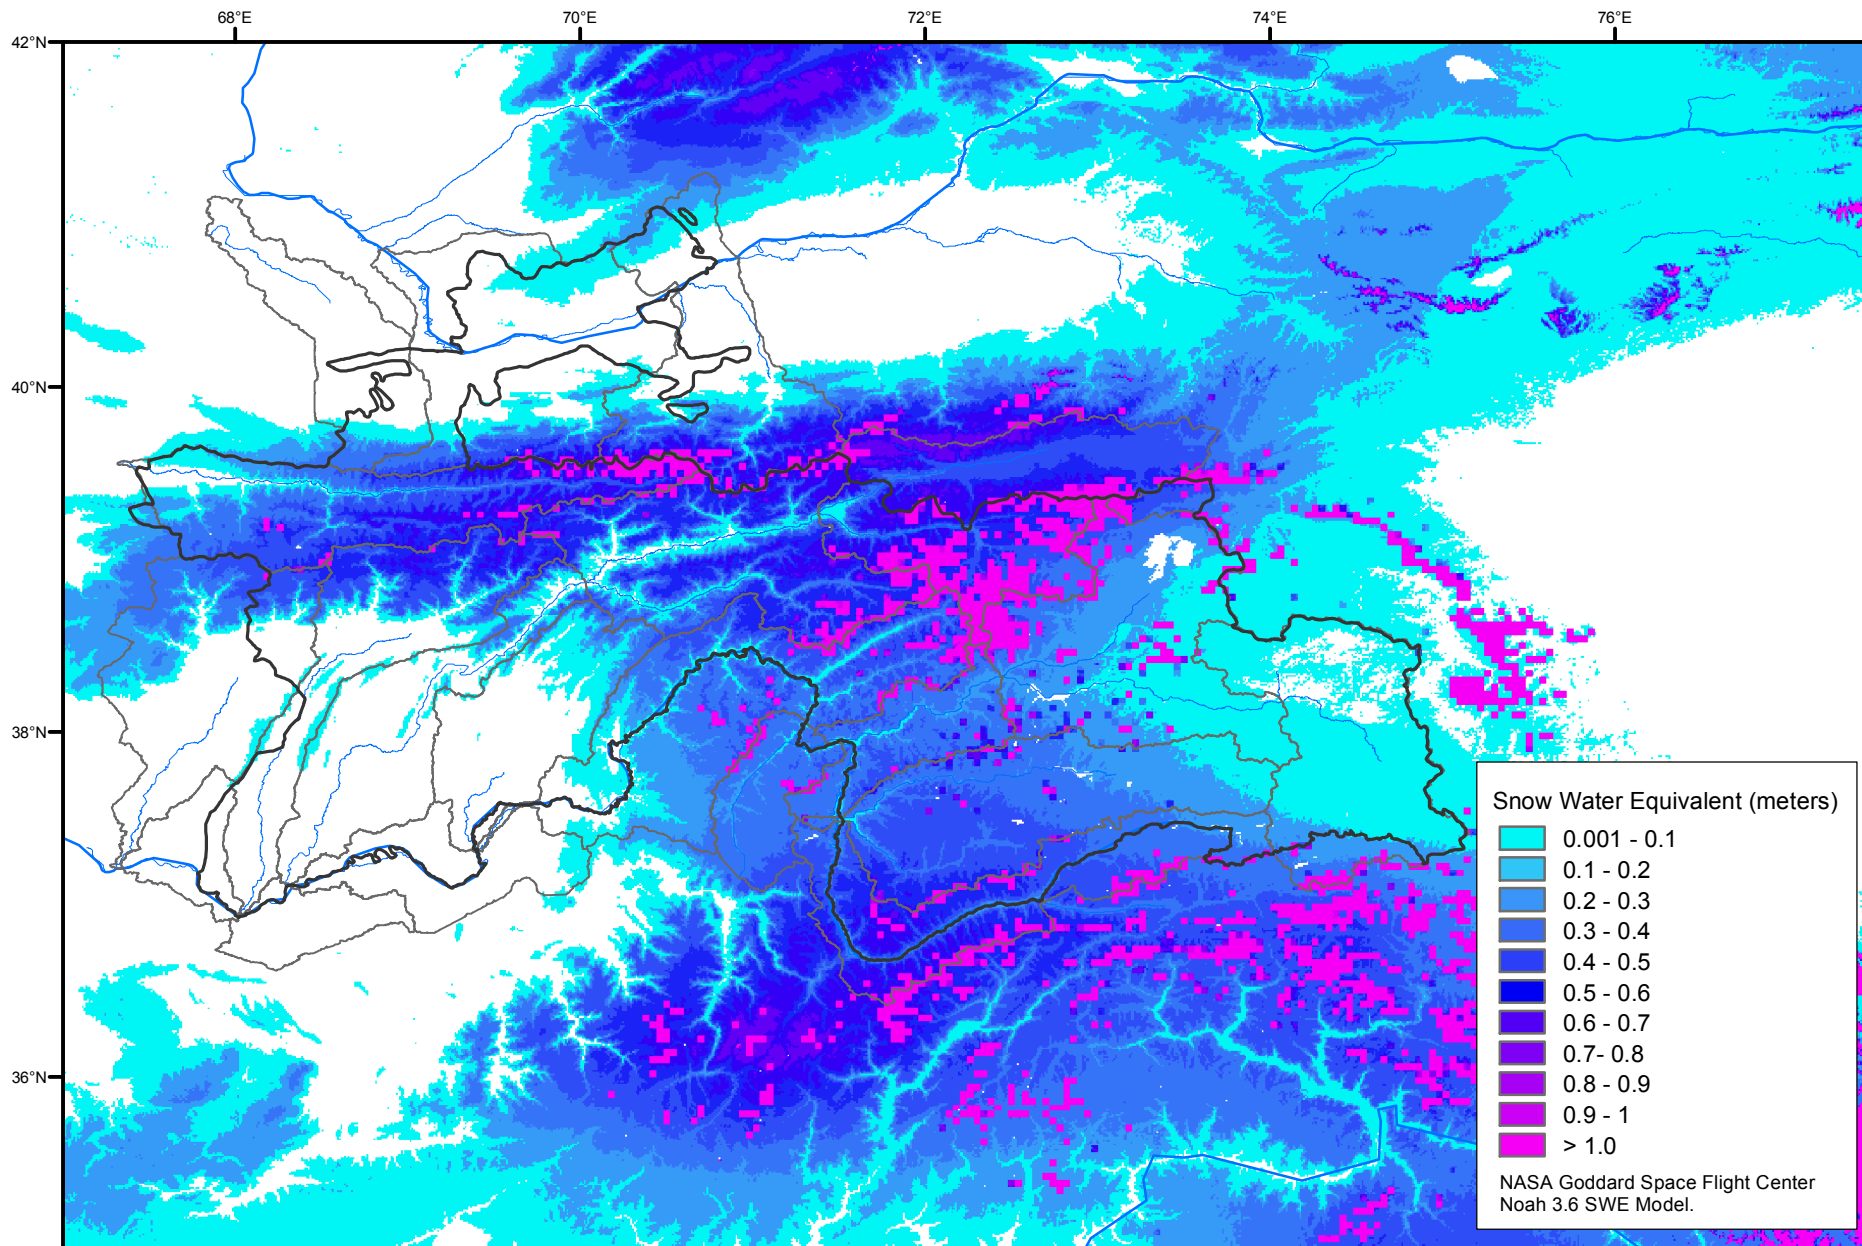 68°E 70°E 72°E 74°E 76°E
42°N
40°N
38°N
36°N
Snow Water Equivalent (meters)
0.001 - 0.1
0.1 - 0.2
0.2 - 0.3
0.3 - 0.4
0.4 - 0.5
0.5 - 0.6
0.6 - 0.7
0.7- 0.8
0.8 - 0.9
0.9 - 1
> 1.0
NASA Goddard Space Flight Center
Noah 3.6 SWE Model.